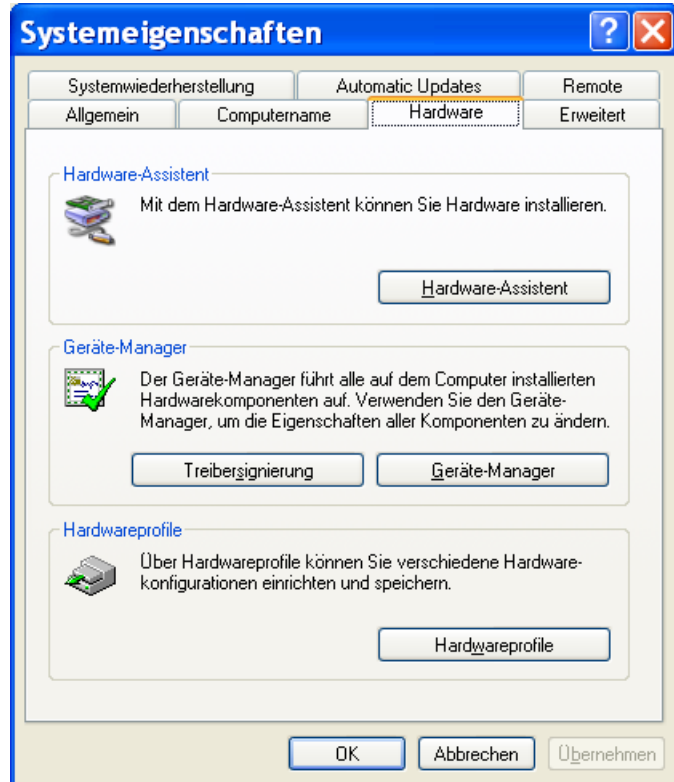 Systemeigenschaften
Systemwiederherstellung Automatic Updates Remote
Allgemein Computername Hardware Erweitert
Hardware-Assistent
Mit dem Hardware-Assistent können Sie Hardware installieren.
Hardware-Assistent
Geräte-Manager
Der Geräte-Manager führt alle auf dem Computer installierten
Hardwarekomponenten auf. Verwenden Sie den Geräte-
Manager, um die Eigenschaften aller Komponenten zu ändern.
Treibersignierung Geräte-Manager
Hardwareprofile
Über Hardwareprofile können Sie verschiedene Hardware-
konfigurationen einrichten und speichern.
Hardwareprofile
OK Abbrechen Übernehmen